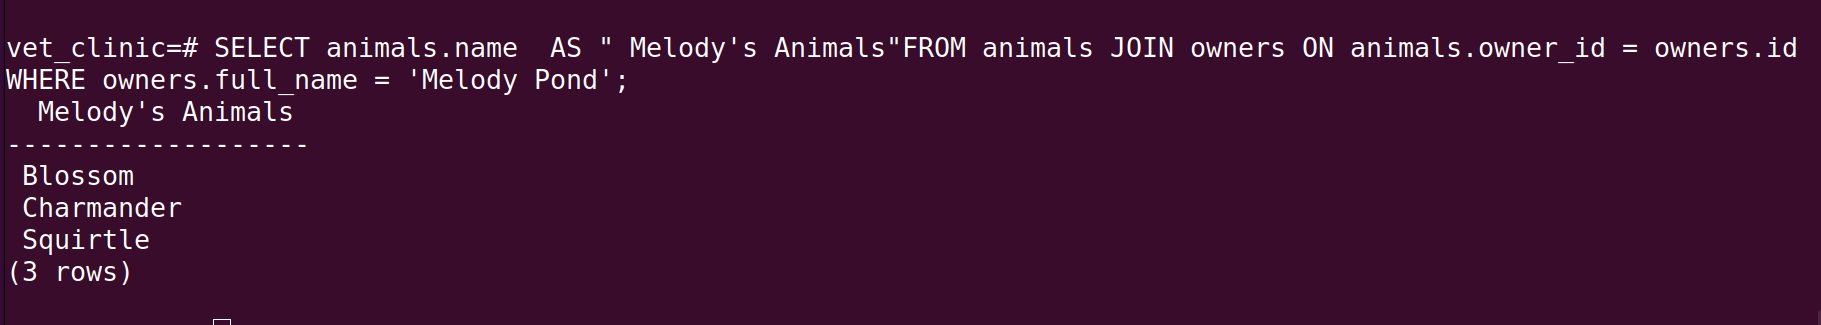 vet_clinic=# SELECT animals.name  AS " Melody's Animals"FROM animals JOIN owners ON animals.owner_id = owners.id
WHERE owners.full_name = 'Melody Pond';
  Melody's Animals
-------------------
 Blossom
 Charmander
 Squirtle
(3 rows)